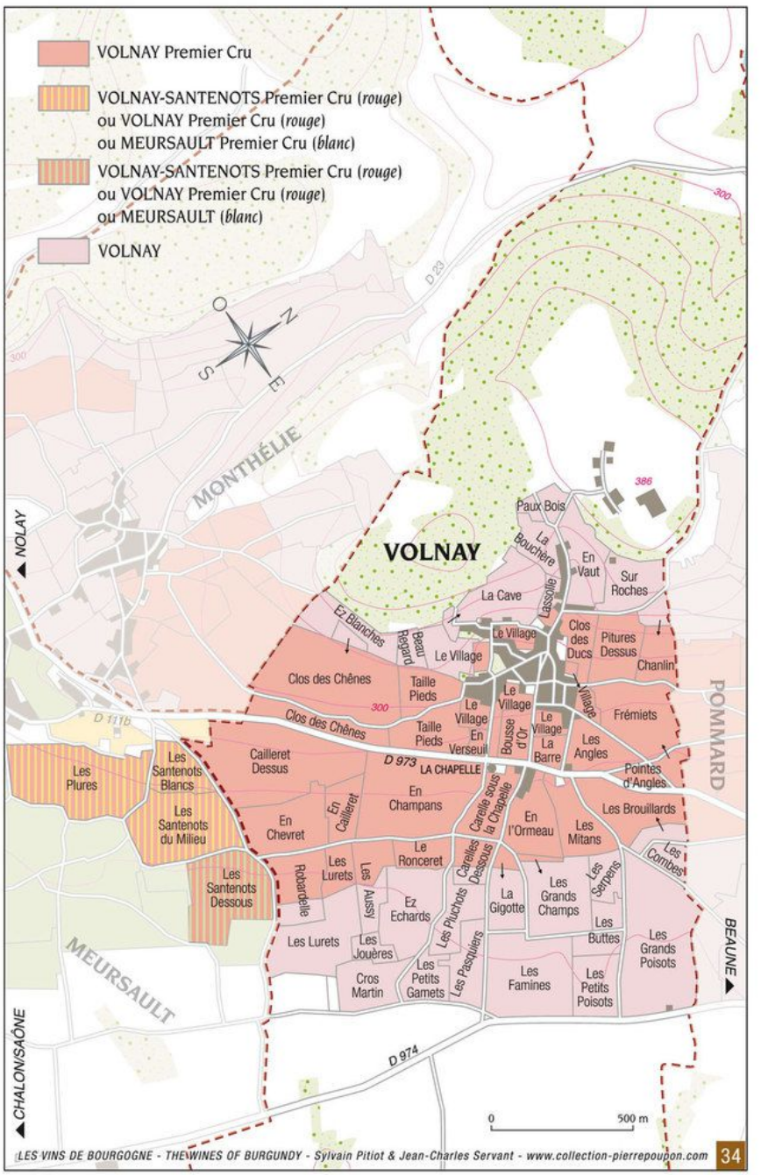 VOLNAY Premier Cru
VOLNAY-SANTENOTS Premier Cru (rouge)
ou VOLNAY Premier Cru (rouge)
ou MEURSAULT Premier Cru (blanc)
VOLNAY-SANTENOTS Premier Cru (rouge)
ou VOLNAY Premier Cru (rouge)
ou MEURSAULT (blanc)
VOLNAY
300
D 23
O
N
S
E
300
MONTHÉLIE
386
NOLAY
Paux Bois
VOLNAY
La
Bouchère
En
Vaut
Sur
Roches
La Cave
Lassolle
Ez Blanches
Beau
Regard
Le Village
Le Village
Clos
des
Ducs
Pitures
Dessus
Chanlin
Clos des Chênes
Taille
Pieds
300
Le
Village
Le
Village
Village
Frémiets
POMMARD
D 111b
Clos des Chênes
Taille
Pieds
En
Verseuil
Bousse
d'Or
Le
Village
La
Barre
Les
Angles
Cailleret
Dessus
D 973
LA CHAPELLE
Pointes
d'Angles
Les
Plures
Les
Santenots
Blancs
Les
Santenots
du Milieu
En
Chevret
En
Cailleret
En
Champans
Carelle sous
la Chapelle
En
l'Ormeau
Les
Mitans
Les Brouillards
Les
Combes
Les
Santenots
Dessous
Robardelle
Les
Lurets
Les
Aussy
Le
Ronceret
Carelles
Dessous
La
Gigotte
Les
Grands
Champs
Les
Serpens
Ez
Echards
Les Pluchots
Les
Buttes
Les
Grands
Poisots
Les Lurets
Les
Jouères
Cros
Martin
Les
Petits
Gamets
Les Pasquiers
Les
Famines
Les
Petits
Poisots
BEAUNE
MEURSAULT
CHALON/SAÔNE
D 974
0
500 m
LES VINS DE BOURGOGNE - THE WINES OF BURGUNDY - Sylvain Pitiot & Jean-Charles Servant - www.collection-pierrepoupon.com
34